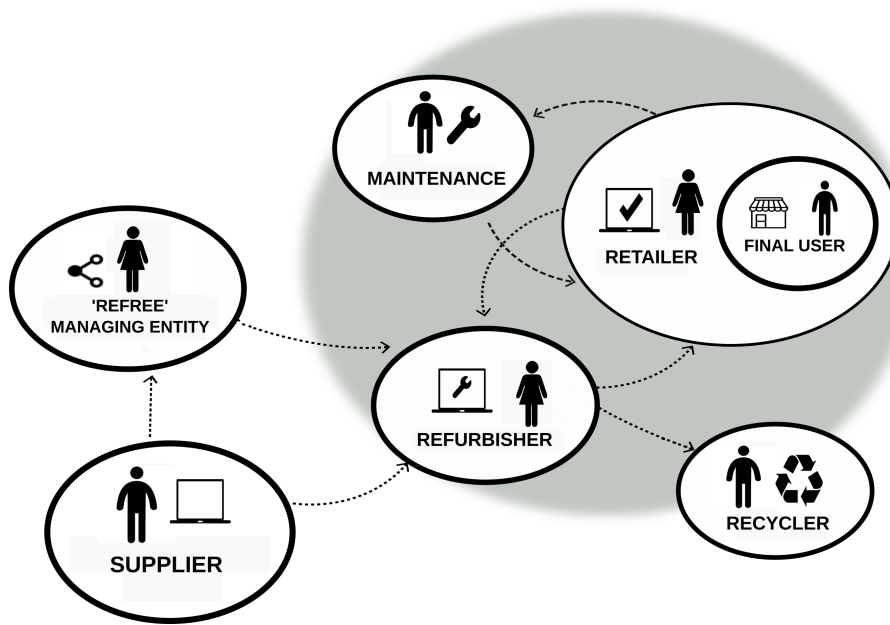 MAINTENANCE
RETAILER
FINAL USER
'REFREE'
MANAGING ENTITY
REFURBISHER
SUPPLIER
RECYCLER